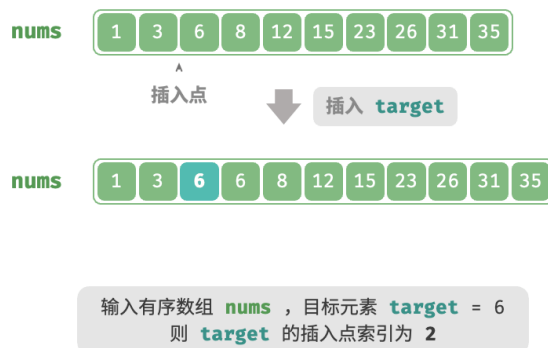 nums 1 3 6 8 12 15 23 26 31 35
插入点
插入 target
nums 1 3 6 6 8 12 15 23 26 31 35
输入有序数组 nums ，目标元素 target = 6
则 target 的插入点索引为 2